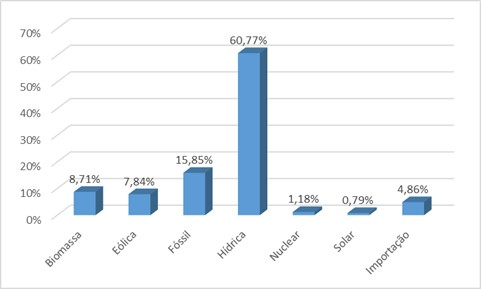 70%
60%
50%
40%
30%
20%
10%
0%
8,71%
7,84%
15,85%
60,77%
1,18%
0,79%
4,86%
Biomassa
Eólica
Fóssil
Hídrica
Nuclear
Solar
Importação